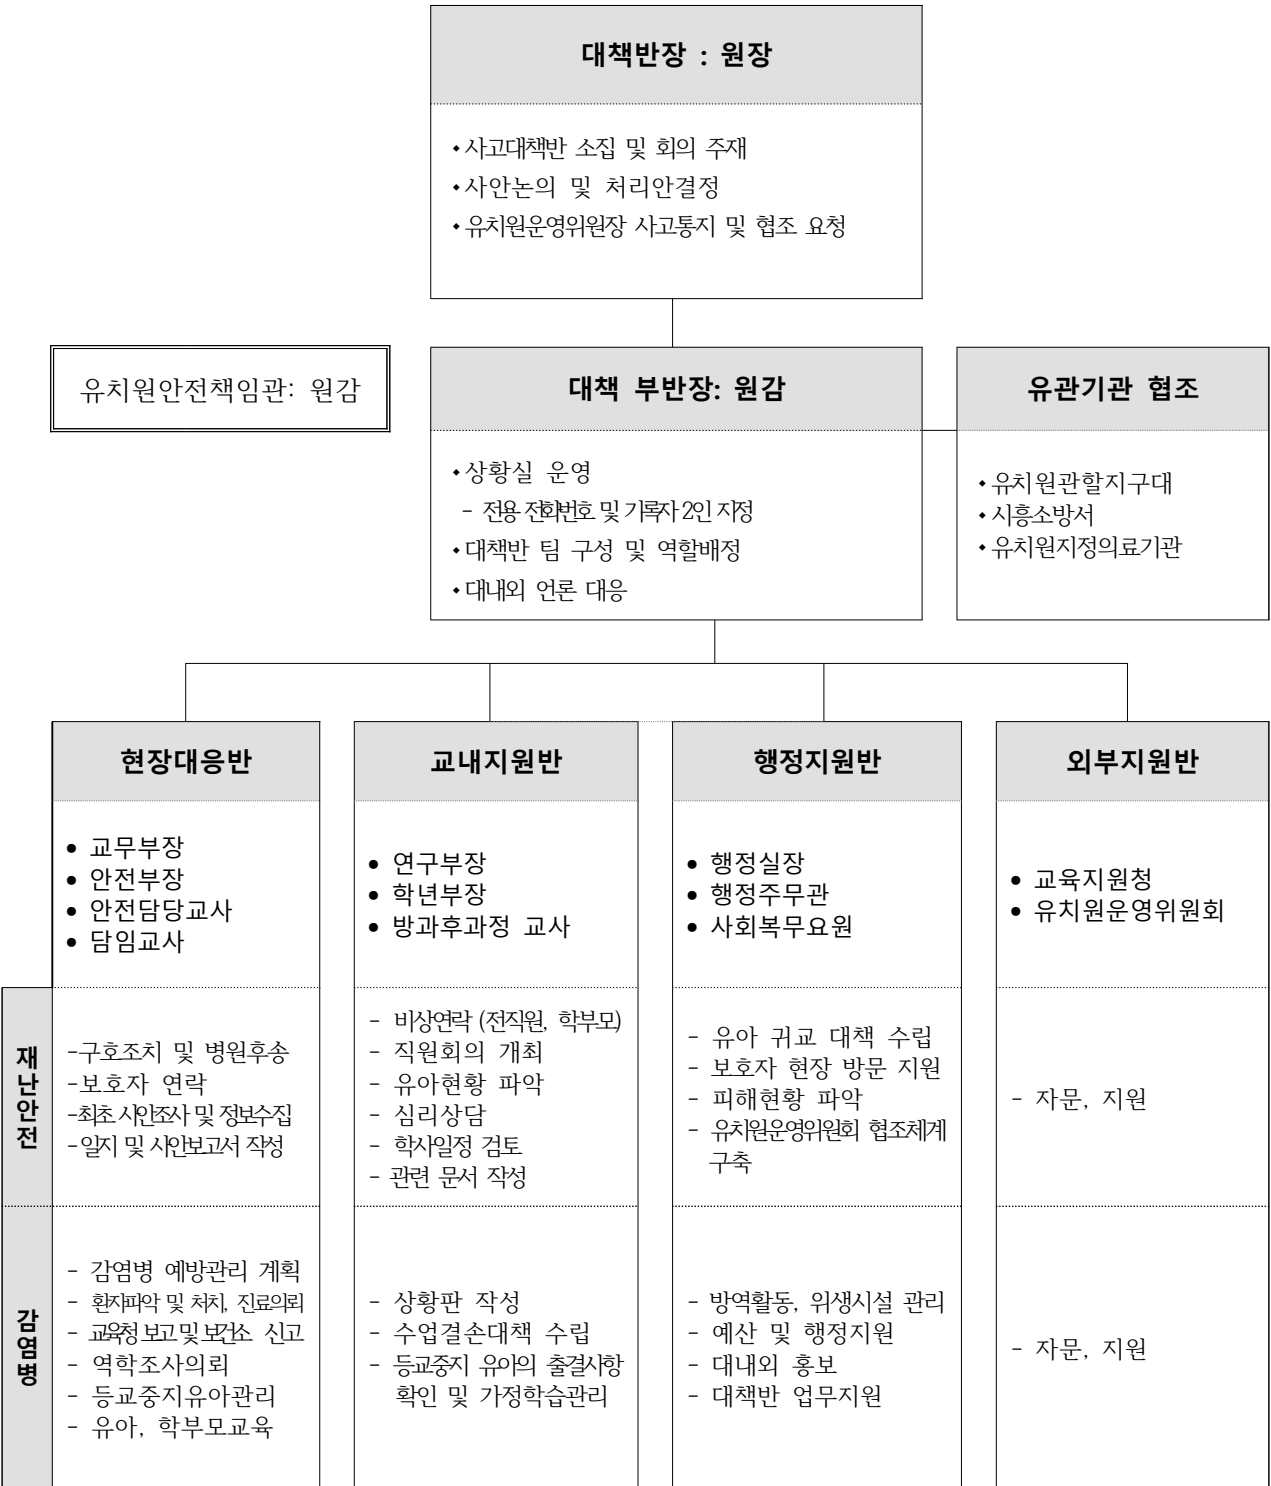 대책반장 : 원장
◆사고대책반 소집 및 회의 주재
◆사안논의 및 처리안결정
◆유치원운영위원장 사고통지 및 협조 요청
유치원안전책임관: 원감
대책 부반장: 원감
◆상황실 운영
- 전용 전화번호 및 기록자 2인 지정
◆대책반 팀 구성 및 역할배정
◆대내외 언론 대응
유관기관 협조
◆유치원관할지구대
◆시흥소방서
◆유치원지정의료기관
현장대응반
● 교무부장
● 안전부장
● 안전담당교사
● 담임교사
교내지원반
● 연구부장
● 학년부장
● 방과후과정 교사
행정지원반
● 행정실장
● 행정주무관
● 사회복무요원
외부지원반
● 교육지원청
● 유치원운영위원회
재난안전
-구호조치 및 병원후송
-보호자 연락
-최초 사안조사 및 정보수집
-일지 및 사안보고서 작성
- 비상연락 (전직원, 학부모)
- 직원회의 개최
- 유아현황 파악
- 심리상담
- 학사일정 검토
- 관련 문서 작성
- 유아 귀교 대책 수립
- 보호자 현장 방문 지원
- 피해현황 파악
- 유치원운영위원회 협조체계
구축
- 자문, 지원
감염병
- 감염병 예방관리 계획
- 환자파악 및 처치, 진료의뢰
- 교육청 보고 및 보건소 신고
- 역학조사의뢰
- 등교중지유아관리
- 유아, 학부모교육
- 상황판 작성
- 수업결손대책 수립
- 등교중지 유아의 출결사항
확인 및 가정학습관리
- 방역활동, 위생시설 관리
- 예산 및 행정지원
- 대내외 홍보
- 대책반 업무지원
- 자문, 지원